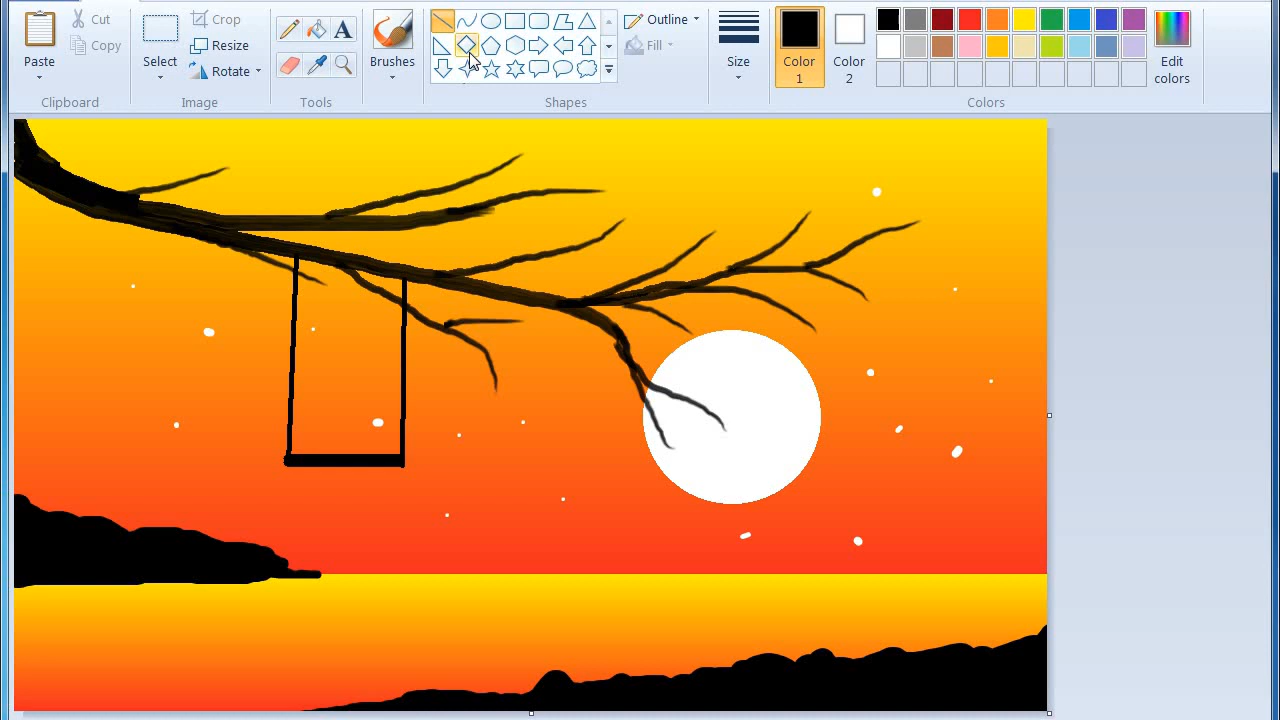 Paste
Cut
Copy
Clipboard
Select
Crop
Resize
Rotate
Image
A
Tools
Brushes
Outline
Fill
Shapes
Size
Color
1
Color
2
Edit
colors
Colors